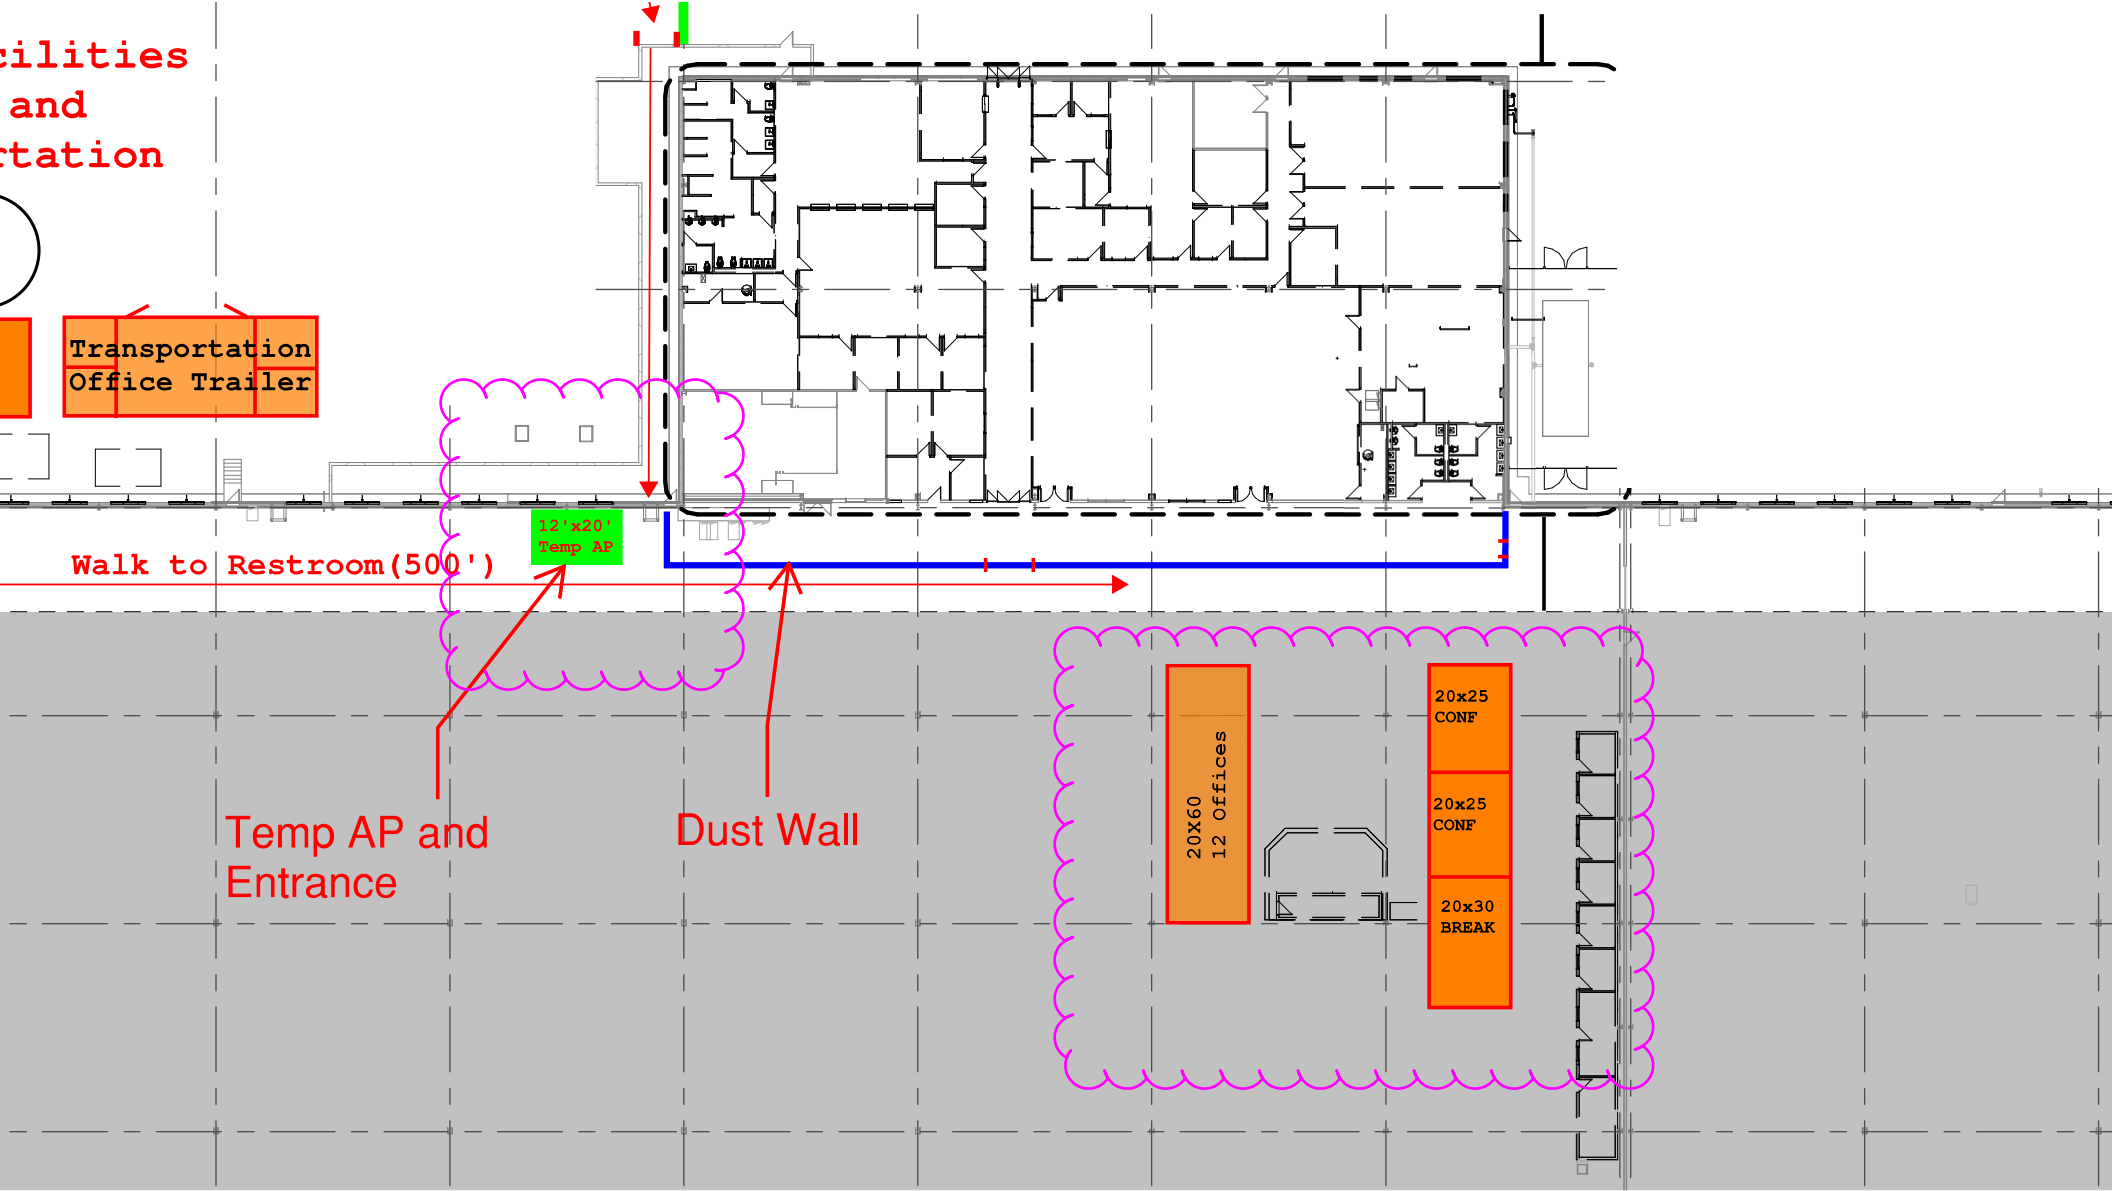 cilities
and
rtation
Transportation
Office Trailer
12'x20'
Temp AP
Walk to Restroom(500')
20x25
CONF
20X60
12 Offices
20x25
CONF
Temp AP and
Entrance
Dust Wall
20x30
BREAK